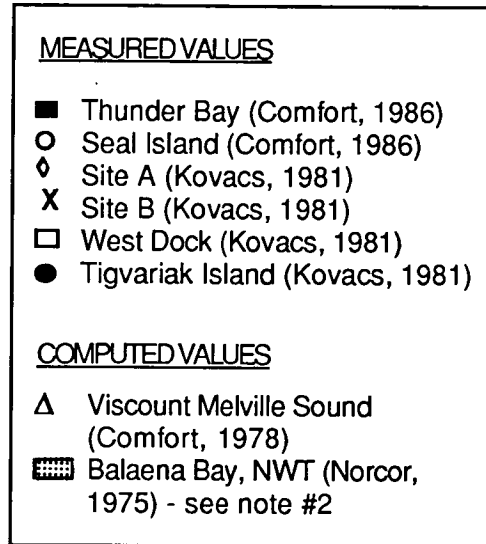 MEASURED VALUES
Thunder Bay (Comfort, 1986)
Seal Island (Comfort, 1986)
Site A (Kovacs, 1981)
X Site B (Kovacs, 1981)
West Dock (Kovacs, 1981)
Tigvariak Island (Kovacs, 1981)
COMPUTED VALUES
Δ Viscount Melville Sound
(Comfort, 1978)
Balaena Bay, NWT (Norcor,
1975) - see note #2